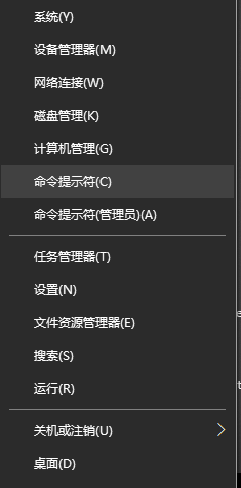 系统(Y)
设备管理器(M)
网络连接(W)
磁盘管理(K)
计算机管理(G)
命令提示符(C)
命令提示符(管理员)(A)
任务管理器(T)
设置(N)
文件资源管理器(E)
搜索(S)
运行(R)
关机或注销(U)
桌面(D)